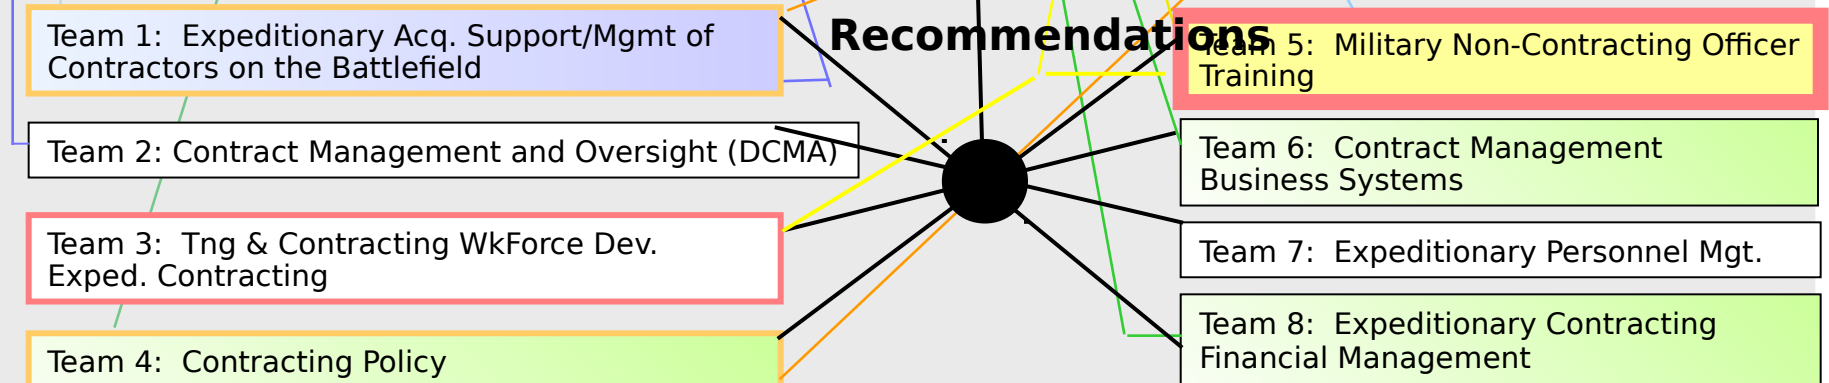 Recommendations
Team 1:  Expeditionary Acq. Support/Mgmt of
Contractors on the Battlefield
Team 2: Contract Management and Oversight (DCMA)
Team 3:  Tng & Contracting WkForce Dev.
Exped. Contracting
Team 4:  Contracting Policy
Team 5:  Military Non-Contracting Officer
Training
Team 6:  Contract Management
Business Systems
Team 7:  Expeditionary Personnel Mgt.
Team 8:  Expeditionary Contracting
Financial Management